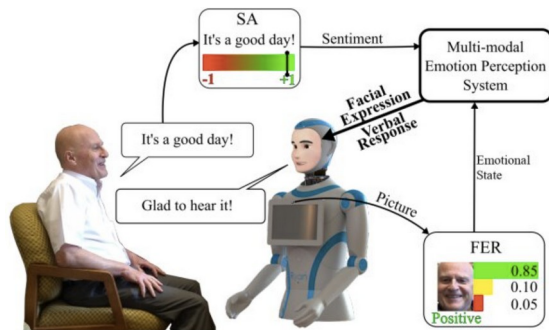 SA
It's a good day!
-1
+1
Sentiment
Multi-modal
Emotion Perception
System
Facial
Expression
Verbal
Response
It's a good day!
Glad to hear it!
Emotional
State
Picture
FER
0.85
0.10
0.05
Positive